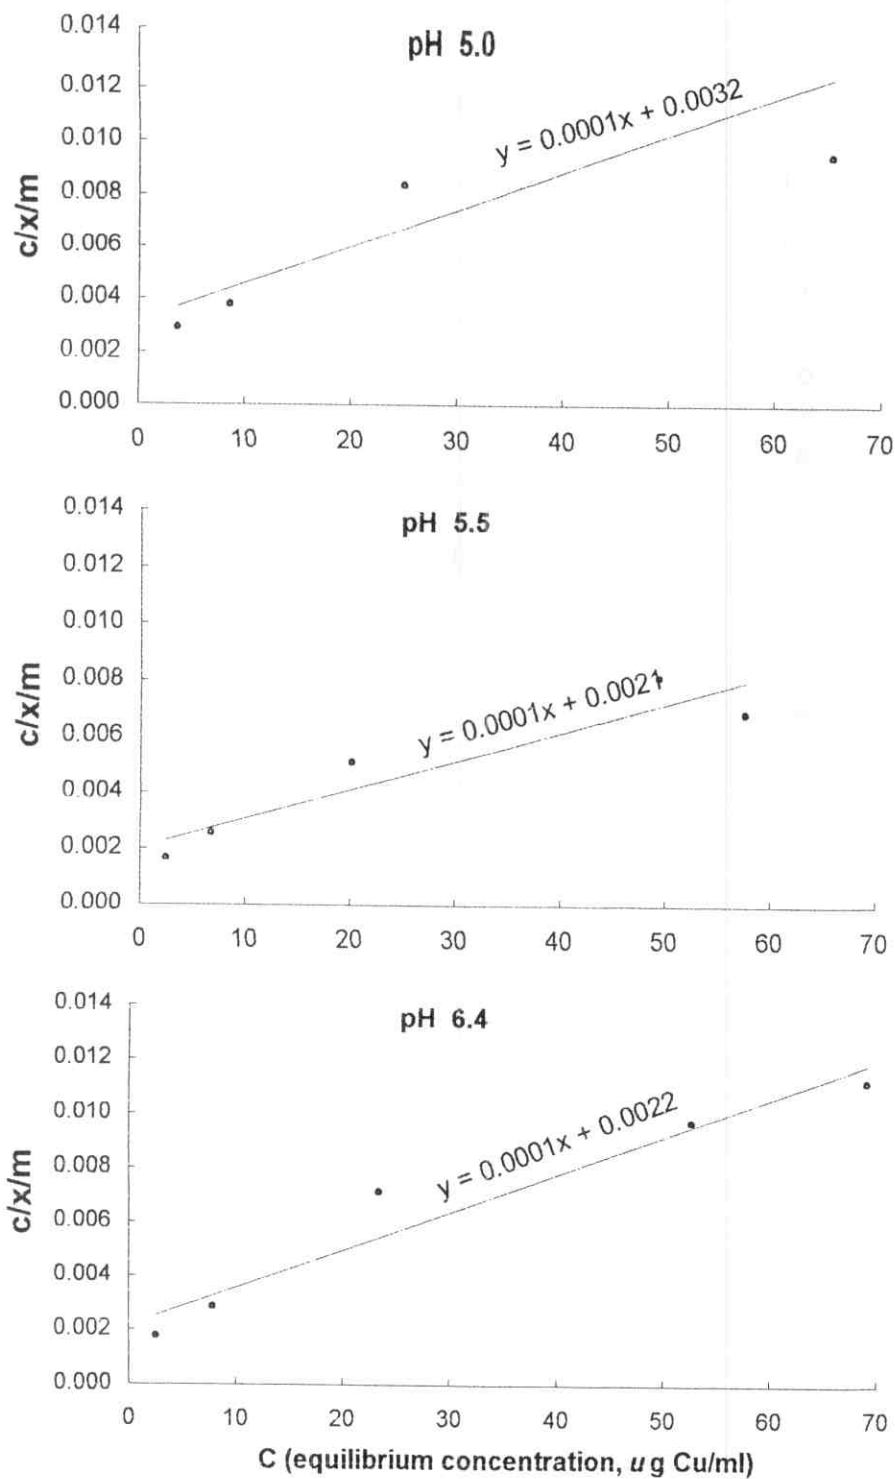 pH 5.0
c/x/m
0.014
0.012
0.010
0.008
0.006
0.004
0.002
0.000
y = 0.0001x + 0.0032
0 10 20 30 40 50 60 70
pH 5.5
c/x/m
0.014
0.012
0.010
0.008
0.006
0.004
0.002
0.000
y = 0.0001x + 0.0021
0 10 20 30 40 50 60 70
pH 6.4
c/x/m
0.014
0.012
0.010
0.008
0.006
0.004
0.002
0.000
y = 0.0001x + 0.0022
0 10 20 30 40 50 60 70
C (equilibrium concentration, u g Cu/ml)